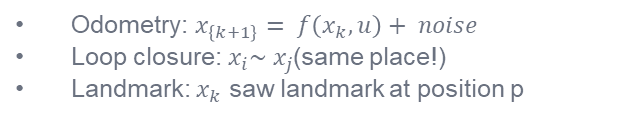 • Odometry: x_{k+1} = f(x_k, u) + noise
• Loop closure: x_i ~ x_j(same place!)
• Landmark: x_k saw landmark at position p